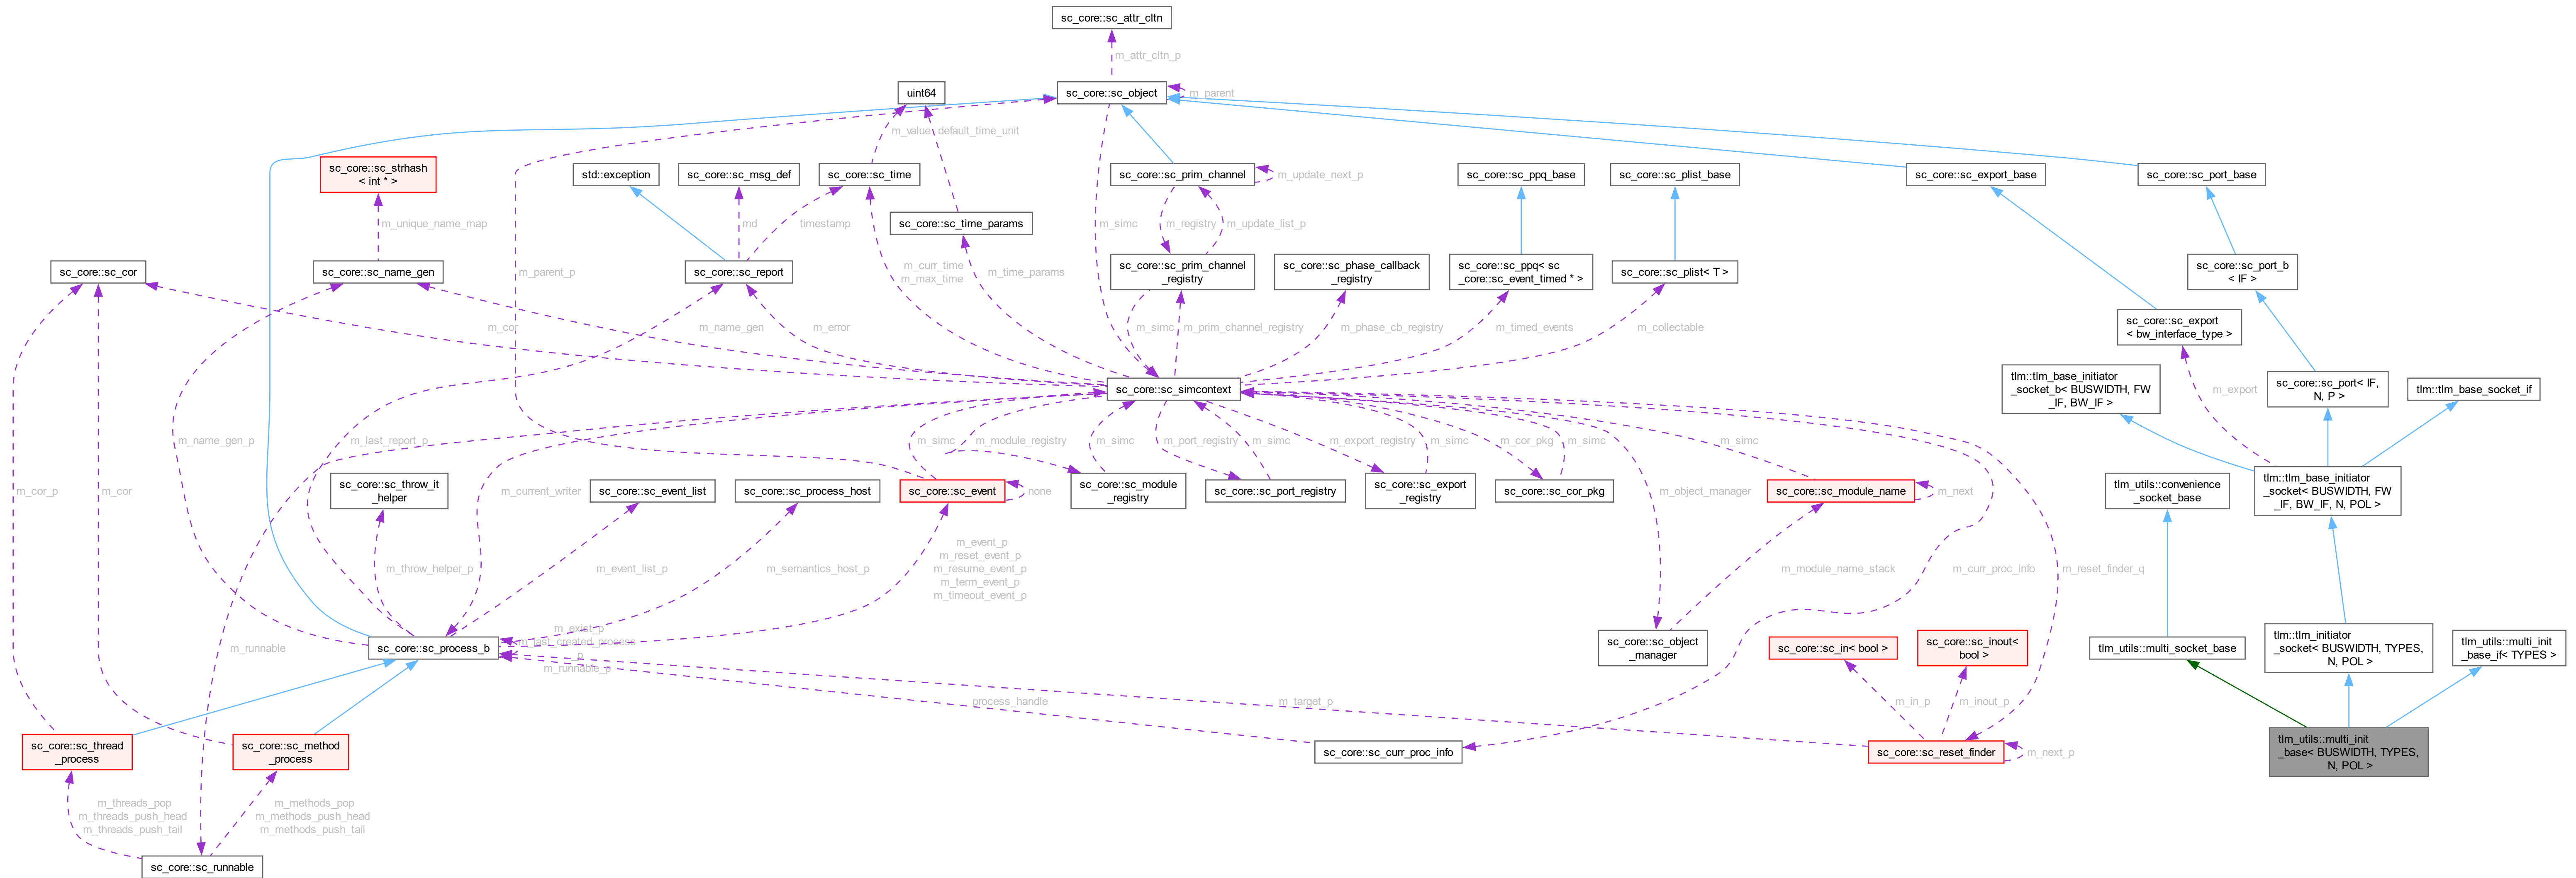 sc_core::sc_attr_cltn
m_attr_cltn_p
uint64
sc_core::sc_object
m_parent
m_value
default_time_unit
sc_core::sc_strhash
< int * >
std::exception
sc_core::sc_msg_def
sc_core::sc_time
sc_core::sc_prim_channel
m_update_next_p
sc_core::sc_ppq_base
sc_core::sc_plist_base
sc_core::sc_export_base
sc_core::sc_port_base
m_unique_name_map
md
timestamp
sc_core::sc_time_params
m_simc
m_registry
m_update_list_p
sc_core::sc_cor
sc_core::sc_name_gen
m_parent_p
sc_core::sc_report
m_curr_time
m_max_time
m_time_params
sc_core::sc_prim_channel
_registry
sc_core::sc_phase_callback
_registry
sc_core::sc_ppq< sc
_core::sc_event_timed * >
sc_core::sc_plist< T >
sc_core::sc_port_b
< IF >
m_cor
m_name_gen
m_error
m_simc
m_prim_channel_registry
m_phase_cb_registry
m_timed_events
m_collectable
sc_core::sc_export
< bw_interface_type >
sc_core::sc_simcontext
tlm::tlm_base_initiator
_socket_b< BUSWIDTH, FW
_IF, BW_IF >
m_export
sc_core::sc_port< IF,
N, P >
tlm::tlm_base_socket_if
m_name_gen_p
m_last_report_p
m_simc
m_module_registry
m_simc
m_port_registry
m_simc
m_export_registry
m_simc
m_cor_pkg
m_simc
m_simc
m_cor_p
m_cor
sc_core::sc_throw_it
_helper
m_current_writer
sc_core::sc_event_list
sc_core::sc_process_host
sc_core::sc_event
none
sc_core::sc_module
_registry
sc_core::sc_port_registry
sc_core::sc_export
_registry
sc_core::sc_cor_pkg
m_object_manager
sc_core::sc_module_name
m_next
tlm_utils::convenience
_socket_base
tlm::tlm_base_initiator
_socket< BUSWIDTH, FW
_IF, BW_IF, N, POL >
m_throw_helper_p
m_event_list_p
m_semantics_host_p
m_event_p
m_reset_event_p
m_resume_event_p
m_term_event_p
m_timeout_event_p
m_module_name_stack
m_curr_proc_info
m_reset_finder_q
m_runnable
sc_core::sc_process_b
m_exist_p
m_last_created_process
_p
m_runnable_p
sc_core::sc_object
_manager
sc_core::sc_in< bool >
sc_core::sc_inout<
bool >
tlm_utils::multi_socket_base
tlm::tlm_initiator
_socket< BUSWIDTH, TYPES,
N, POL >
tlm_utils::multi_init
_base_if< TYPES >
process_handle
m_target_p
m_in_p
m_inout_p
sc_core::sc_thread
_process
sc_core::sc_method
_process
sc_core::sc_curr_proc_info
sc_core::sc_reset_finder
m_next_p
tlm_utils::multi_init
_base< BUSWIDTH, TYPES,
N, POL >
m_threads_pop
m_threads_push_head
m_threads_push_tail
m_methods_pop
m_methods_push_head
m_methods_push_tail
sc_core::sc_runnable